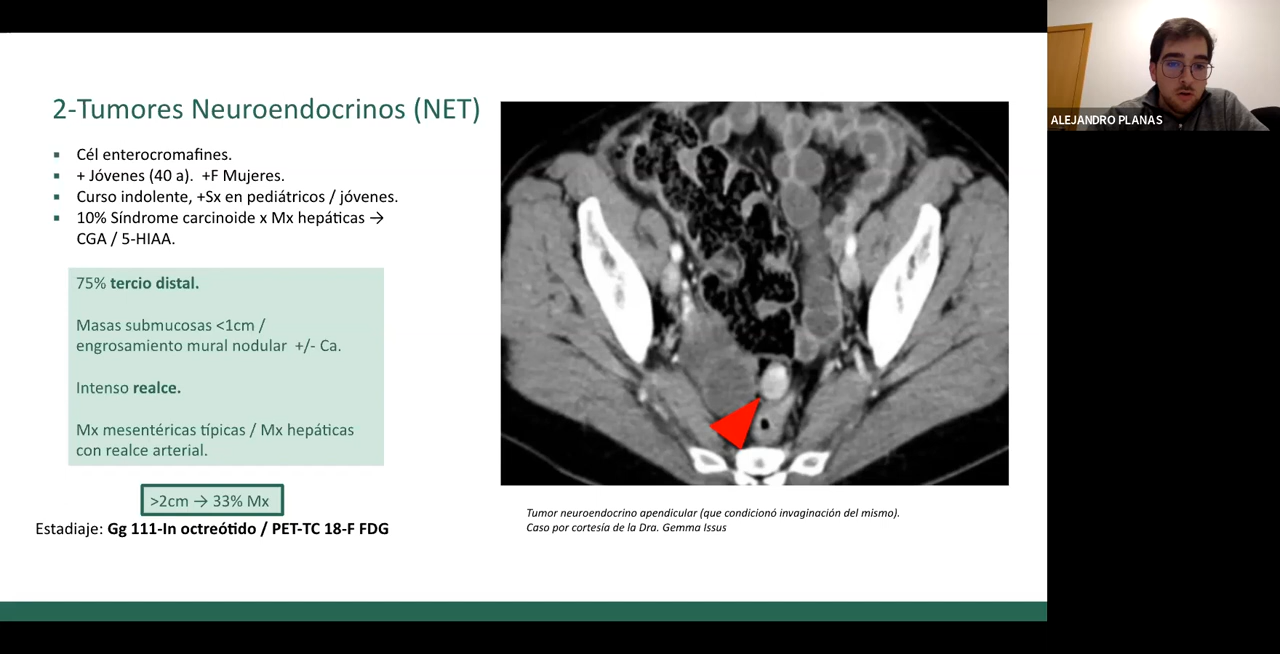 2-Tumores Neuroendocrinos (NET)
▪ Cél enterocromafines.
▪ + Jóvenes (40 a). +F Mujeres.
▪ Curso indolente, +Sx en pediátricos / jóvenes.
▪ 10% Síndrome carcinoide x Mx hepáticas →
CGA / 5-HIAA.
75% tercio distal.
Masas submucosas <1cm /
engrosamiento mural nodular +/- Ca.
Intenso realce.
Mx mesentéricas típicas / Mx hepáticas
con realce arterial.
>2cm → 33% Mx
Estadiaje: Gg 111-In octreótido / PET-TC 18-F FDG
Tumor neuroendocrino apendicular (que condicionó invaginación del mismo).
Caso por cortesía de la Dra. Gemma Issus
ALEJANDRO PLANAS